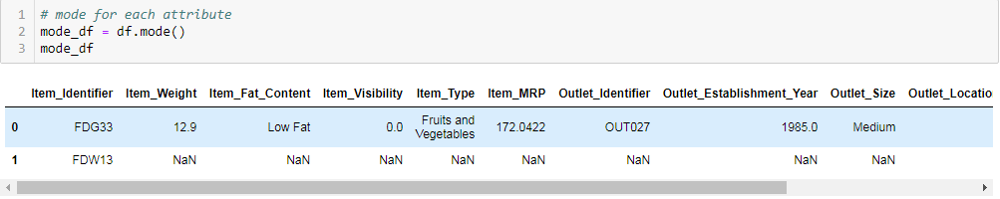 1 # mode for each attribute
2 mode_df = df.mode()
3 mode_df
Item_Identifier Item_Weight Item_Fat_Content Item_Visibility Item_Type Item_MRP Outlet_Identifier Outlet_Establishment_Year Outlet_Size Outlet_Locatio
0 FDG33 12.9 Low Fat 0.0 Fruits and Vegetables 172.0422 OUT027 1985.0 Medium
1 FDW13 NaN NaN NaN NaN NaN NaN NaN NaN